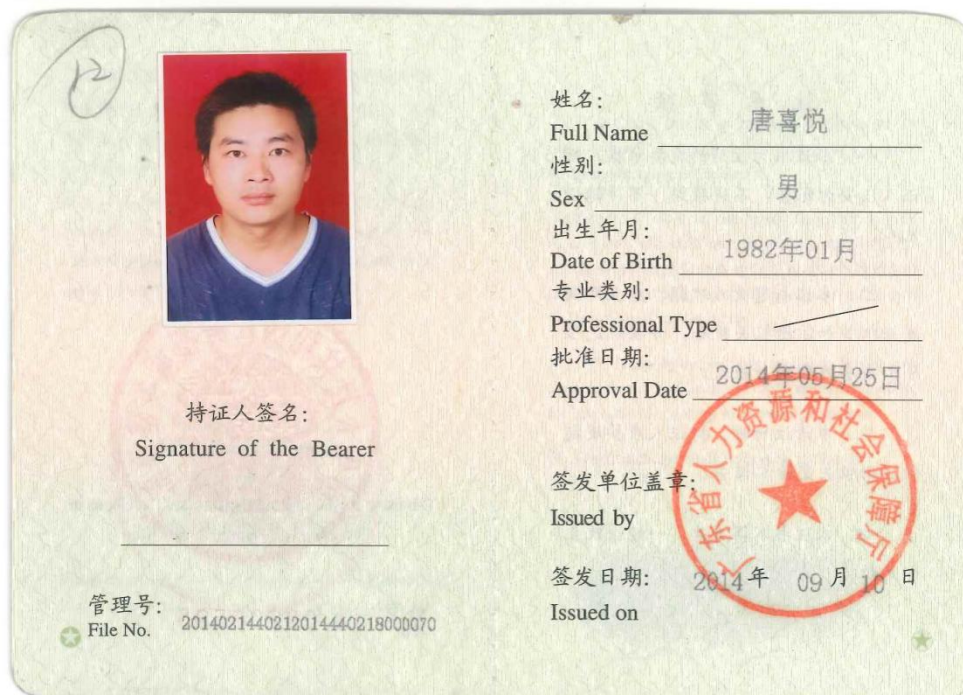 12
持证人签名:
Signature of the Bearer
管理号:
File No. 2014021440212014440218000070
姓名:
Full Name 唐喜悦
性别:
Sex 男
出生年月:
Date of Birth 1982年01月
专业类别:
Professional Type
批准日期:
Approval Date 2014年05月25日
签发单位盖章:
Issued by
广东省人力资源和社会保障厅
签发日期: 2014年 09月 10日
Issued on